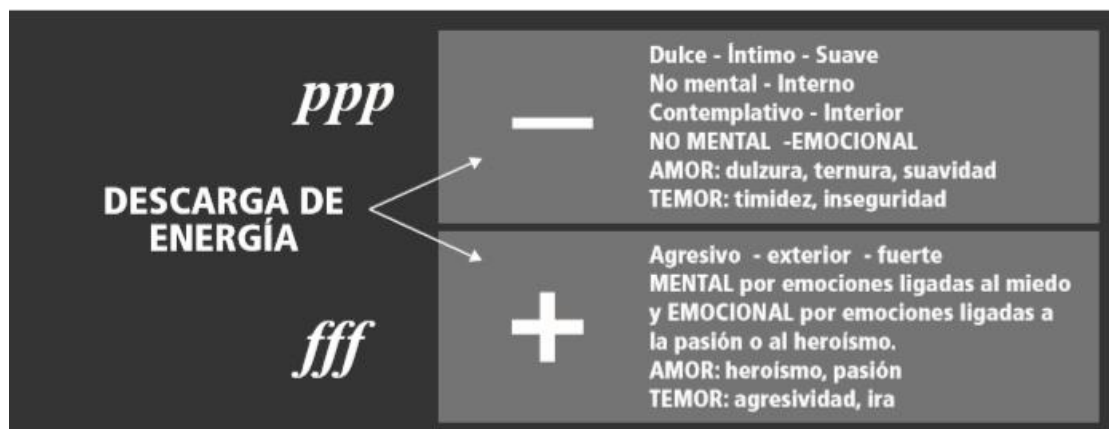 ppp
DESCARGA DE
ENERGÍA
fff
−
Dulce - Íntimo - Suave
No mental - Interno
Contemplativo - Interior
NO MENTAL -EMOCIONAL
AMOR: dulzura, ternura, suavidad
TEMOR: timidez, inseguridad
+
Agresivo - exterior - fuerte
MENTAL por emociones ligadas al miedo
y EMOCIONAL por emociones ligadas a
la pasión o al heroísmo.
AMOR: heroísmo, pasión
TEMOR: agresividad, ira